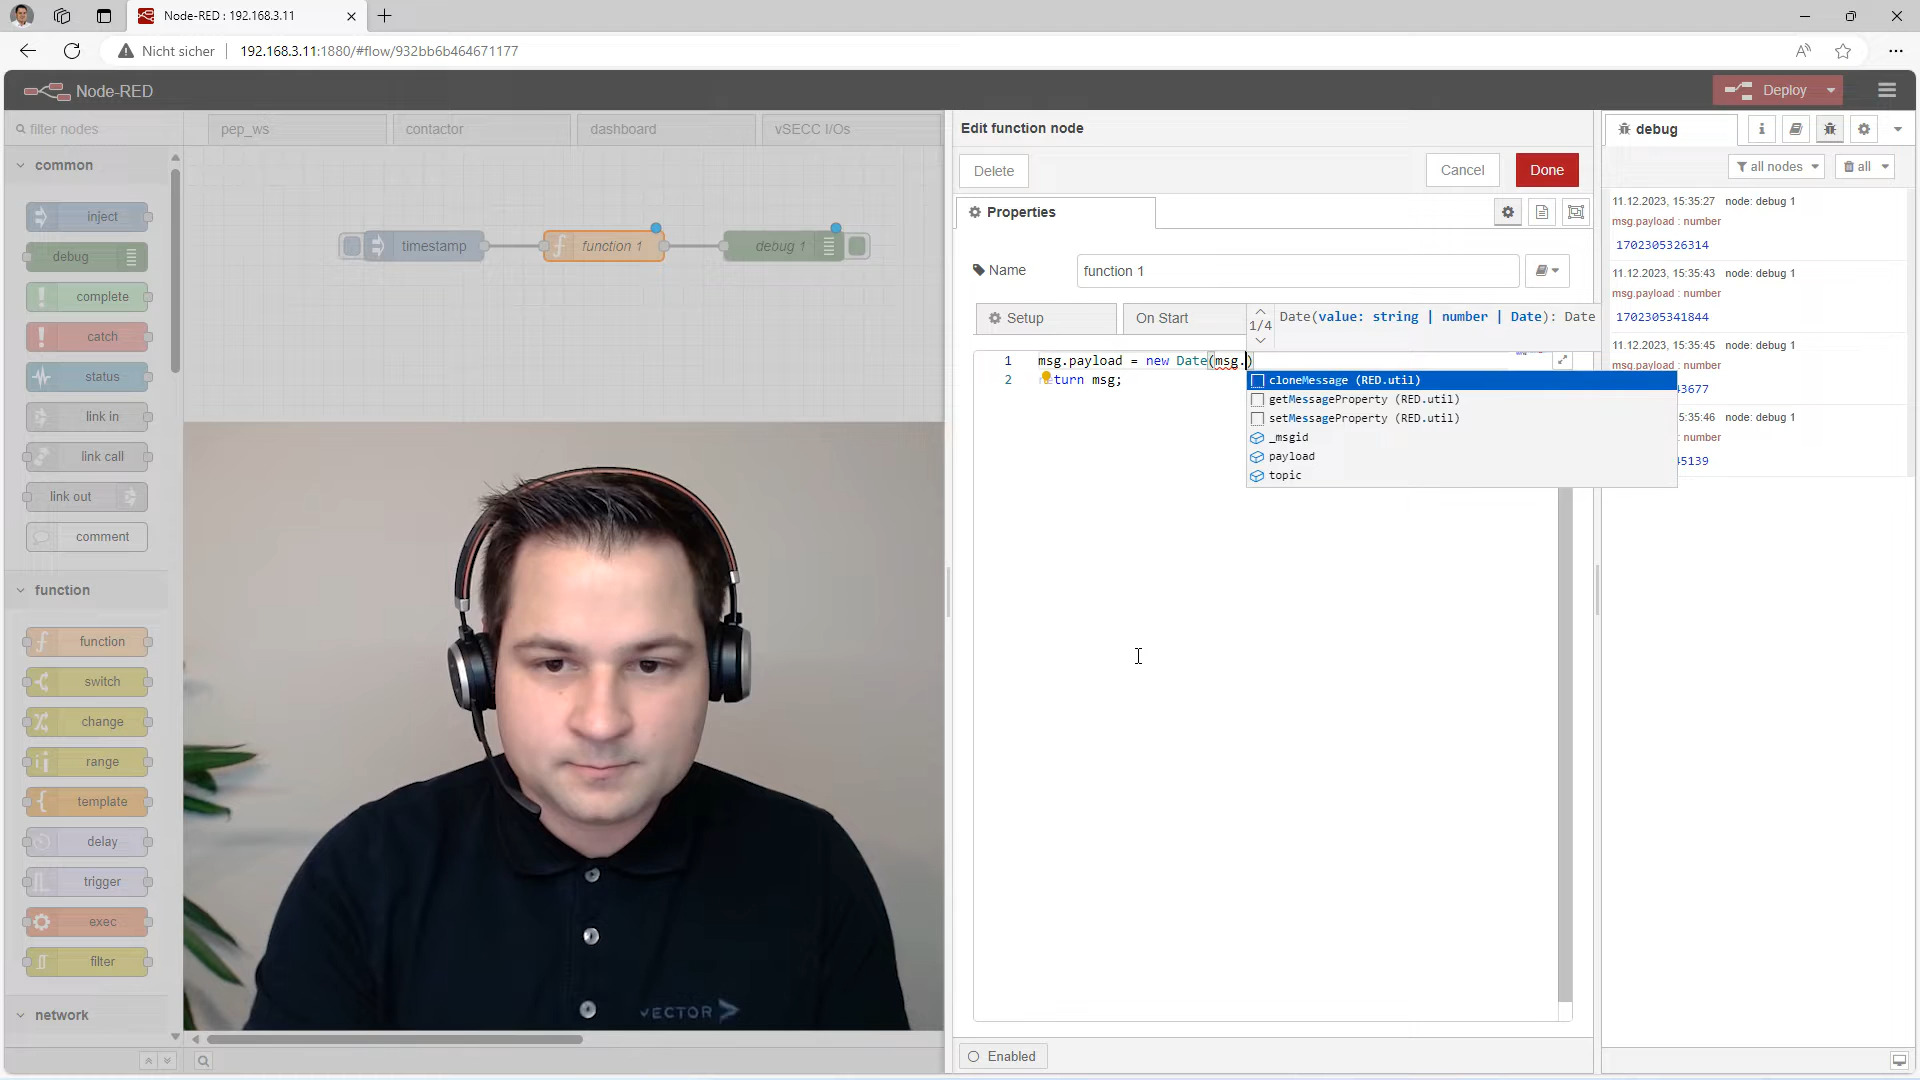 Node-RED : 192.168.3.11
Nicht sicher
192.168.3.11:1880/#flow/932bb6b464671177
Node-RED
Deploy
filter nodes
pep_ws
contactor
dashboard
vSECC I/Os
common
inject
debug
complete
catch
status
link in
link call
link out
comment
function
function
switch
change
range
template
delay
trigger
exec
filter
network
timestamp
function 1
debug 1
VECTOR
Edit function node
Delete
Cancel
Done
Properties
Name
function 1
Setup
On Start
1/4
Date(value: string | number | Date): Date
1 msg.payload = new Date(msg.)
2 turn msg;
cloneMessage (RED.util)
getMessageProperty (RED.util)
setMessageProperty (RED.util)
_msgid
payload
topic
Enabled
debug
all nodes
all
11.12.2023, 15:35:27 node: debug 1
msg.payload : number
1702305326314
11.12.2023, 15:35:43 node: debug 1
msg.payload : number
1702305341844
11.12.2023, 15:35:45 node: debug 1
msg.payload : number
43677
5:35:46 node: debug 1
: number
45139